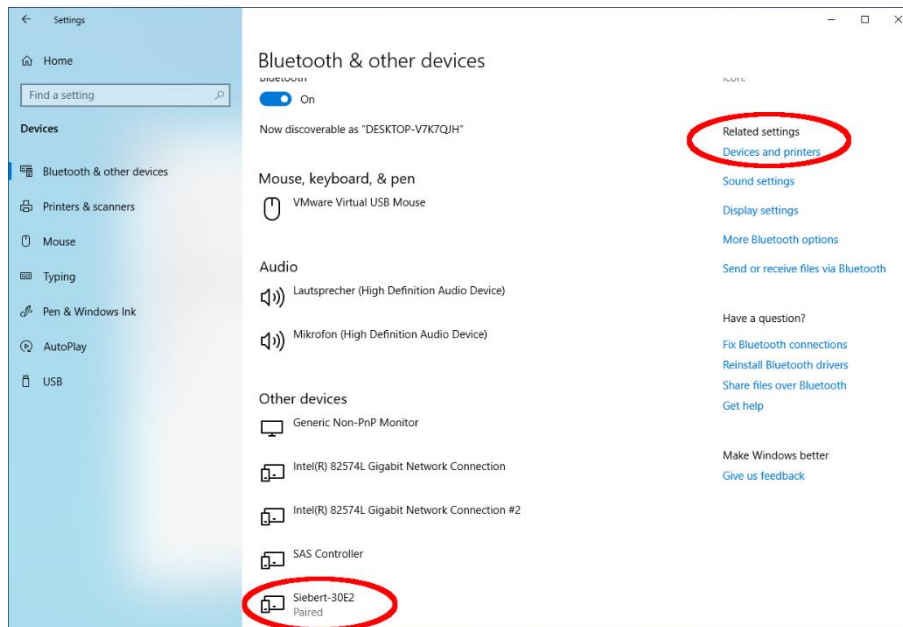 Settings
Home
Find a setting
Devices
Bluetooth & other devices
Printers & scanners
Mouse
Typing
Pen & Windows Ink
AutoPlay
USB
Bluetooth & other devices
Bluetooth
On
Now discoverable as "DESKTOP-V7K7QJH"
Mouse, keyboard, & pen
VMware Virtual USB Mouse
Audio
Lautsprecher (High Definition Audio Device)
Mikrofon (High Definition Audio Device)
Other devices
Generic Non-PnP Monitor
Intel(R) 82574L Gigabit Network Connection
Intel(R) 82574L Gigabit Network Connection #2
SAS Controller
Siebert-30E2
Paired
icon.
Related settings
Devices and printers
Sound settings
Display settings
More Bluetooth options
Send or receive files via Bluetooth
Have a question?
Fix Bluetooth connections
Reinstall Bluetooth drivers
Share files over Bluetooth
Get help
Make Windows better
Give us feedback